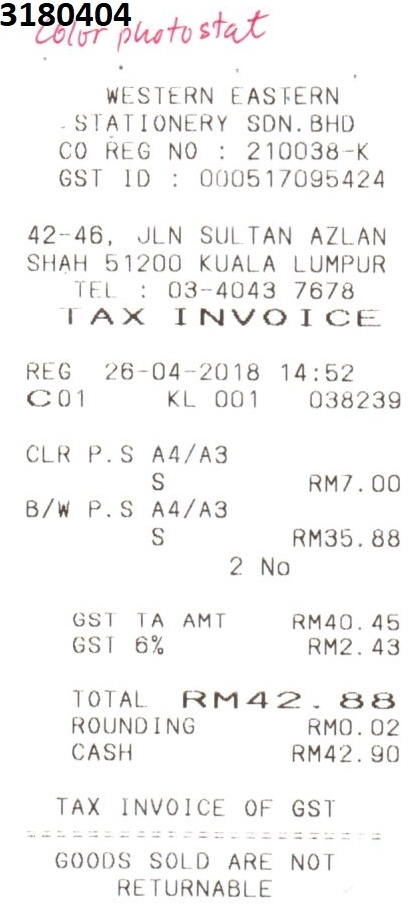 3180404
color photostat
WESTERN EASTERN
STATIONERY SDN.BHD
CO REG NO : 210038-K
GST ID : 000517095424
42-46, JLN SULTAN AZLAN
SHAH 51200 KUALA LUMPUR
TEL : 03-4043 7678
TAX INVOICE
REG 26-04-2018 14:52
C01 KL 001 038239
CLR P.S A4/A3
S RM7.00
B/W P.S A4/A3
S RM35.88
2 No
GST TA AMT RM40.45
GST 6% RM2.43
TOTAL RM42.88
ROUNDING RM0.02
CASH RM42.90
TAX INVOICE OF GST
========================
GOODS SOLD ARE NOT
RETURNABLE